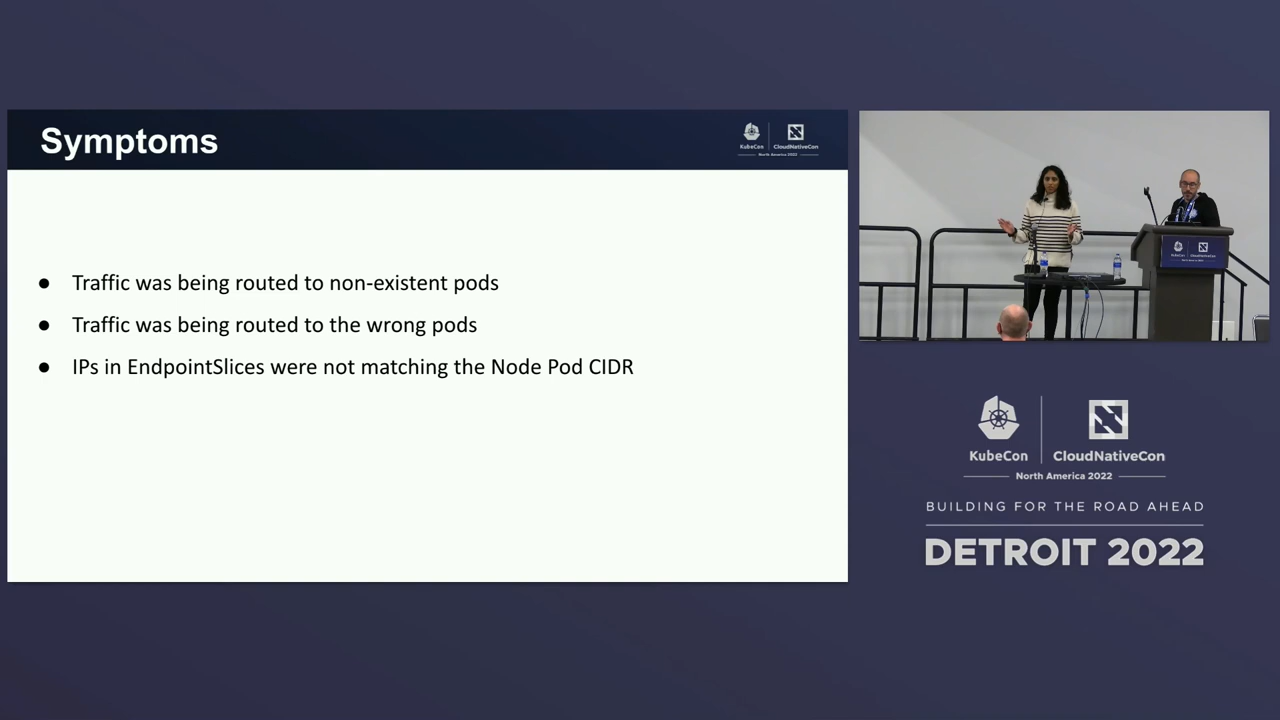 Symptoms
KubeCon
CloudNativeCon
North America 2022
● Traffic was being routed to non-existent pods
● Traffic was being routed to the wrong pods
● IPs in EndpointSlices were not matching the Node Pod CIDR
KubeCon
CloudNativeCon
North America 2022
BUILDING FOR THE ROAD AHEAD
DETROIT 2022